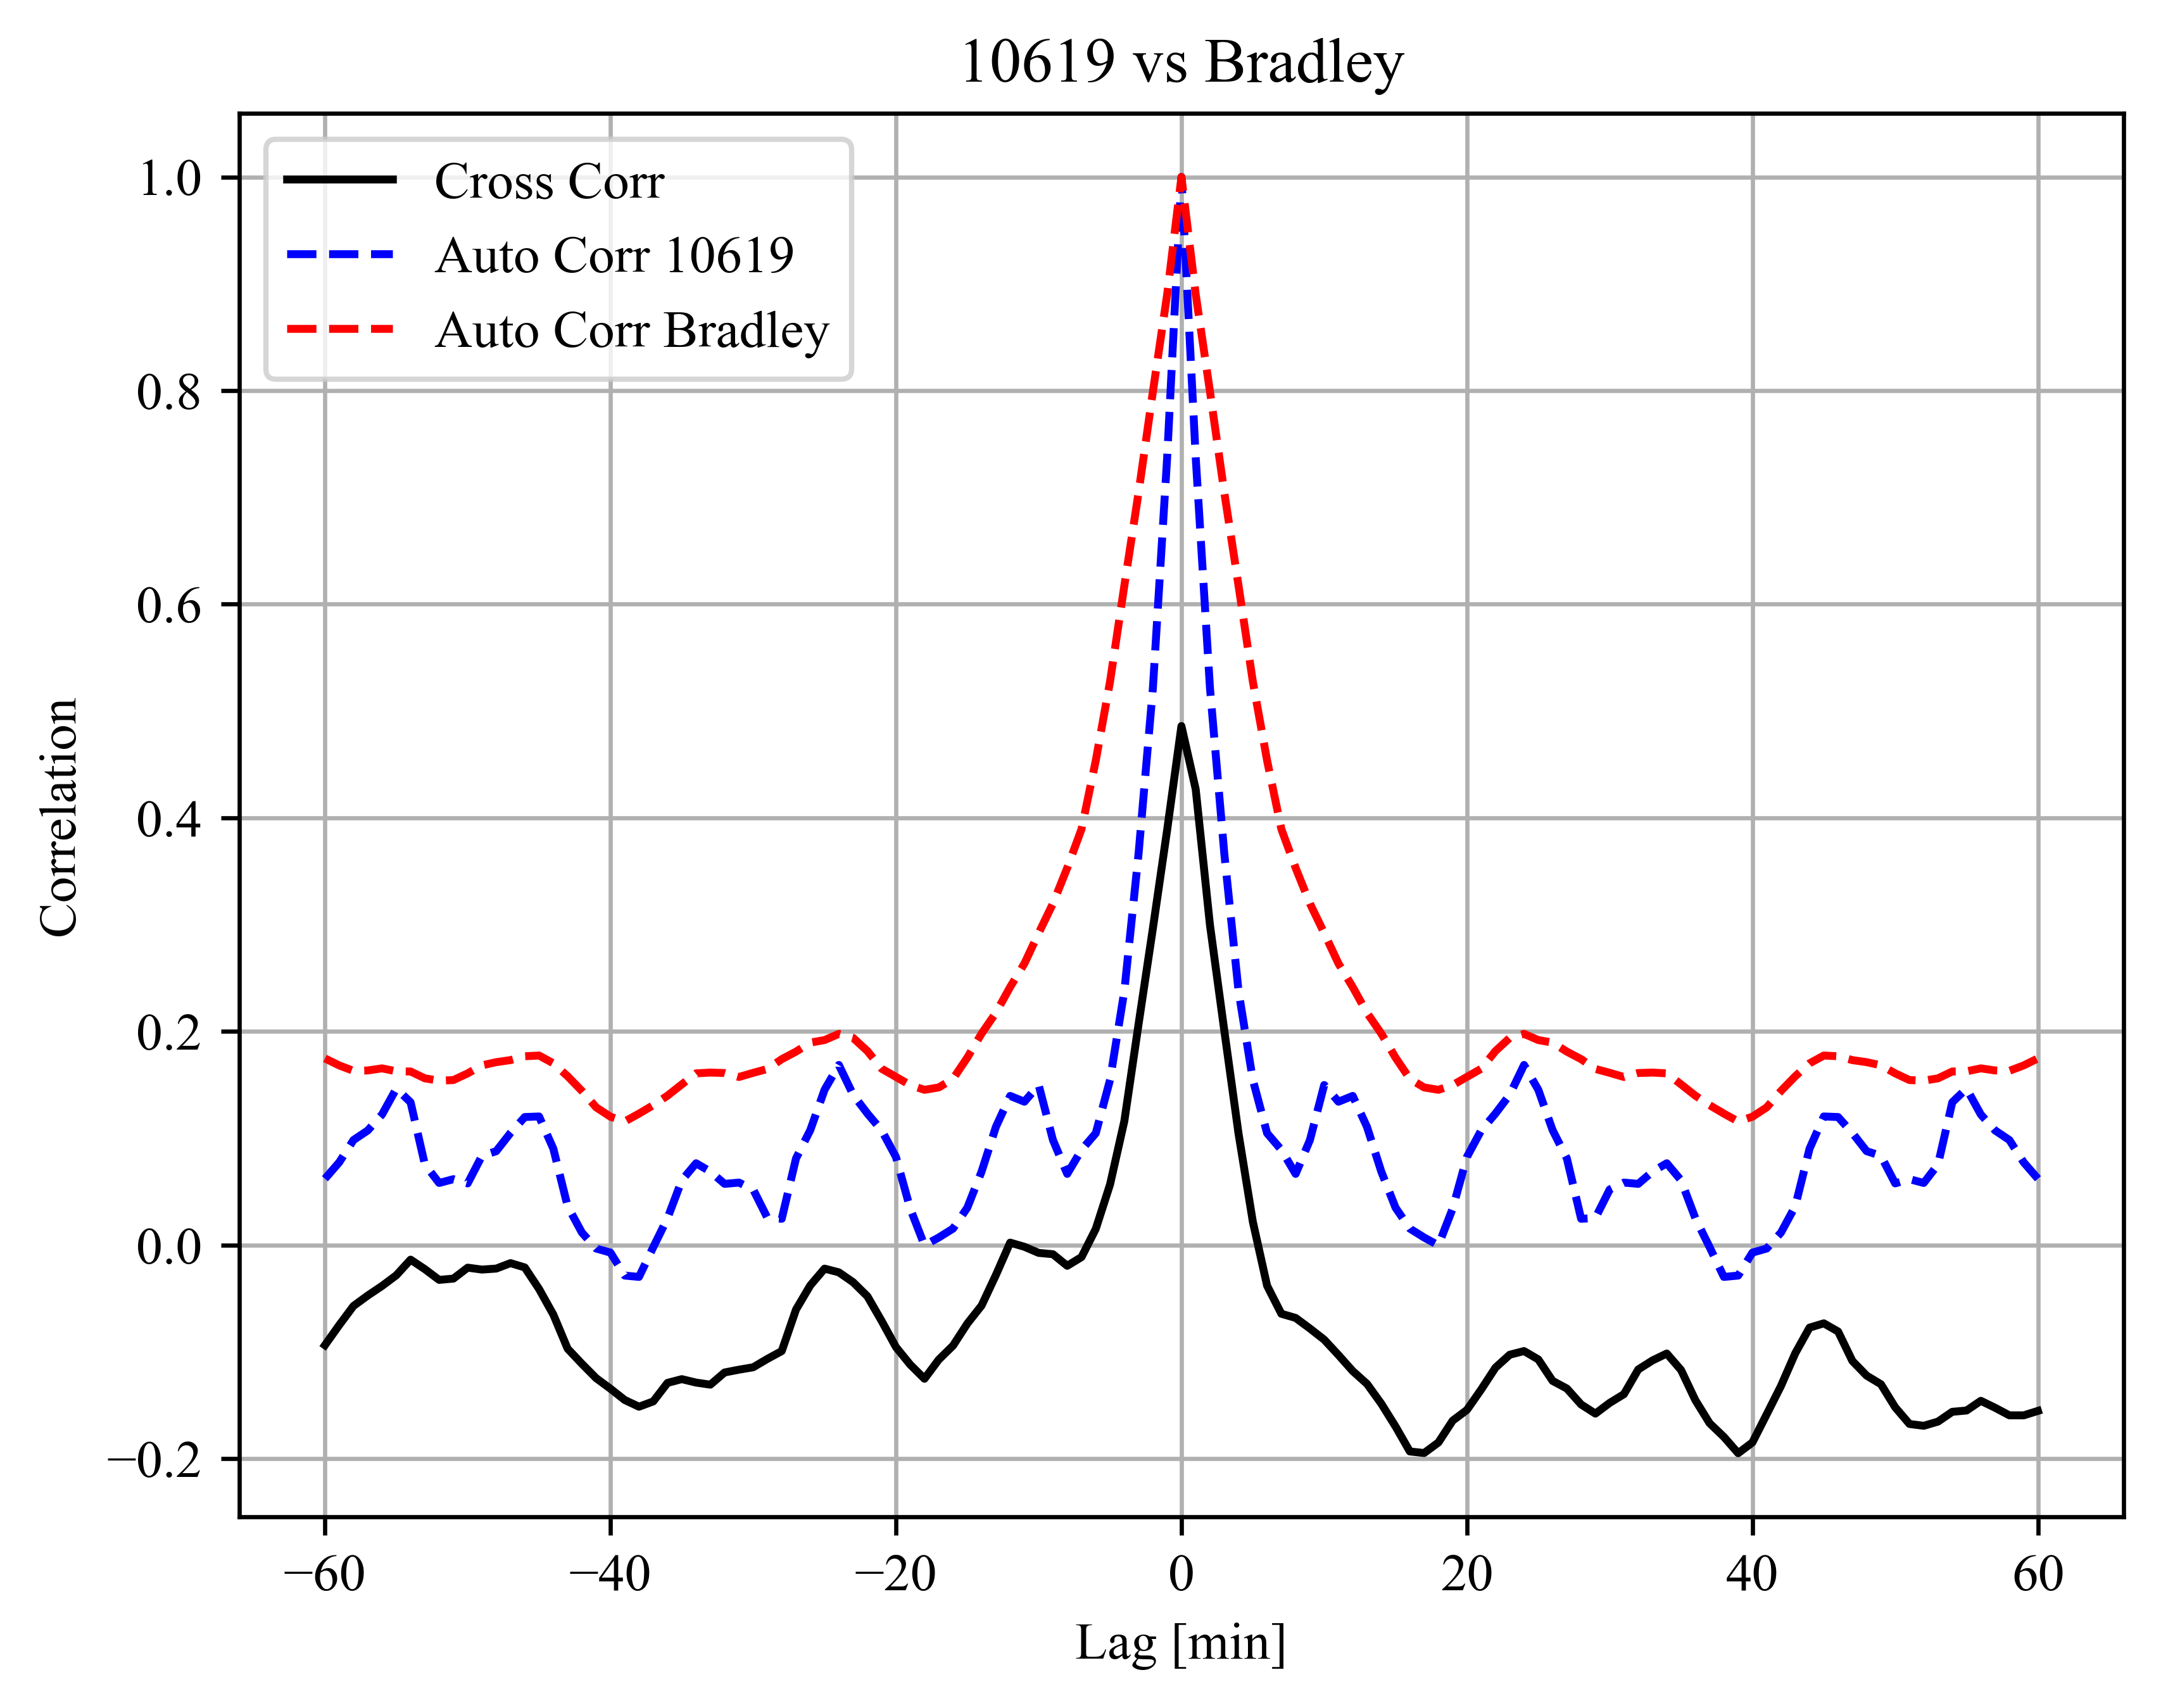 10619 vs Bradley
Cross Corr
Auto Corr 10619
Auto Corr Bradley
1.0
0.8
0.6
0.4
0.2
0.0
−0.2
Correlation
−60
−40
−20
0
20
40
60
Lag [min]